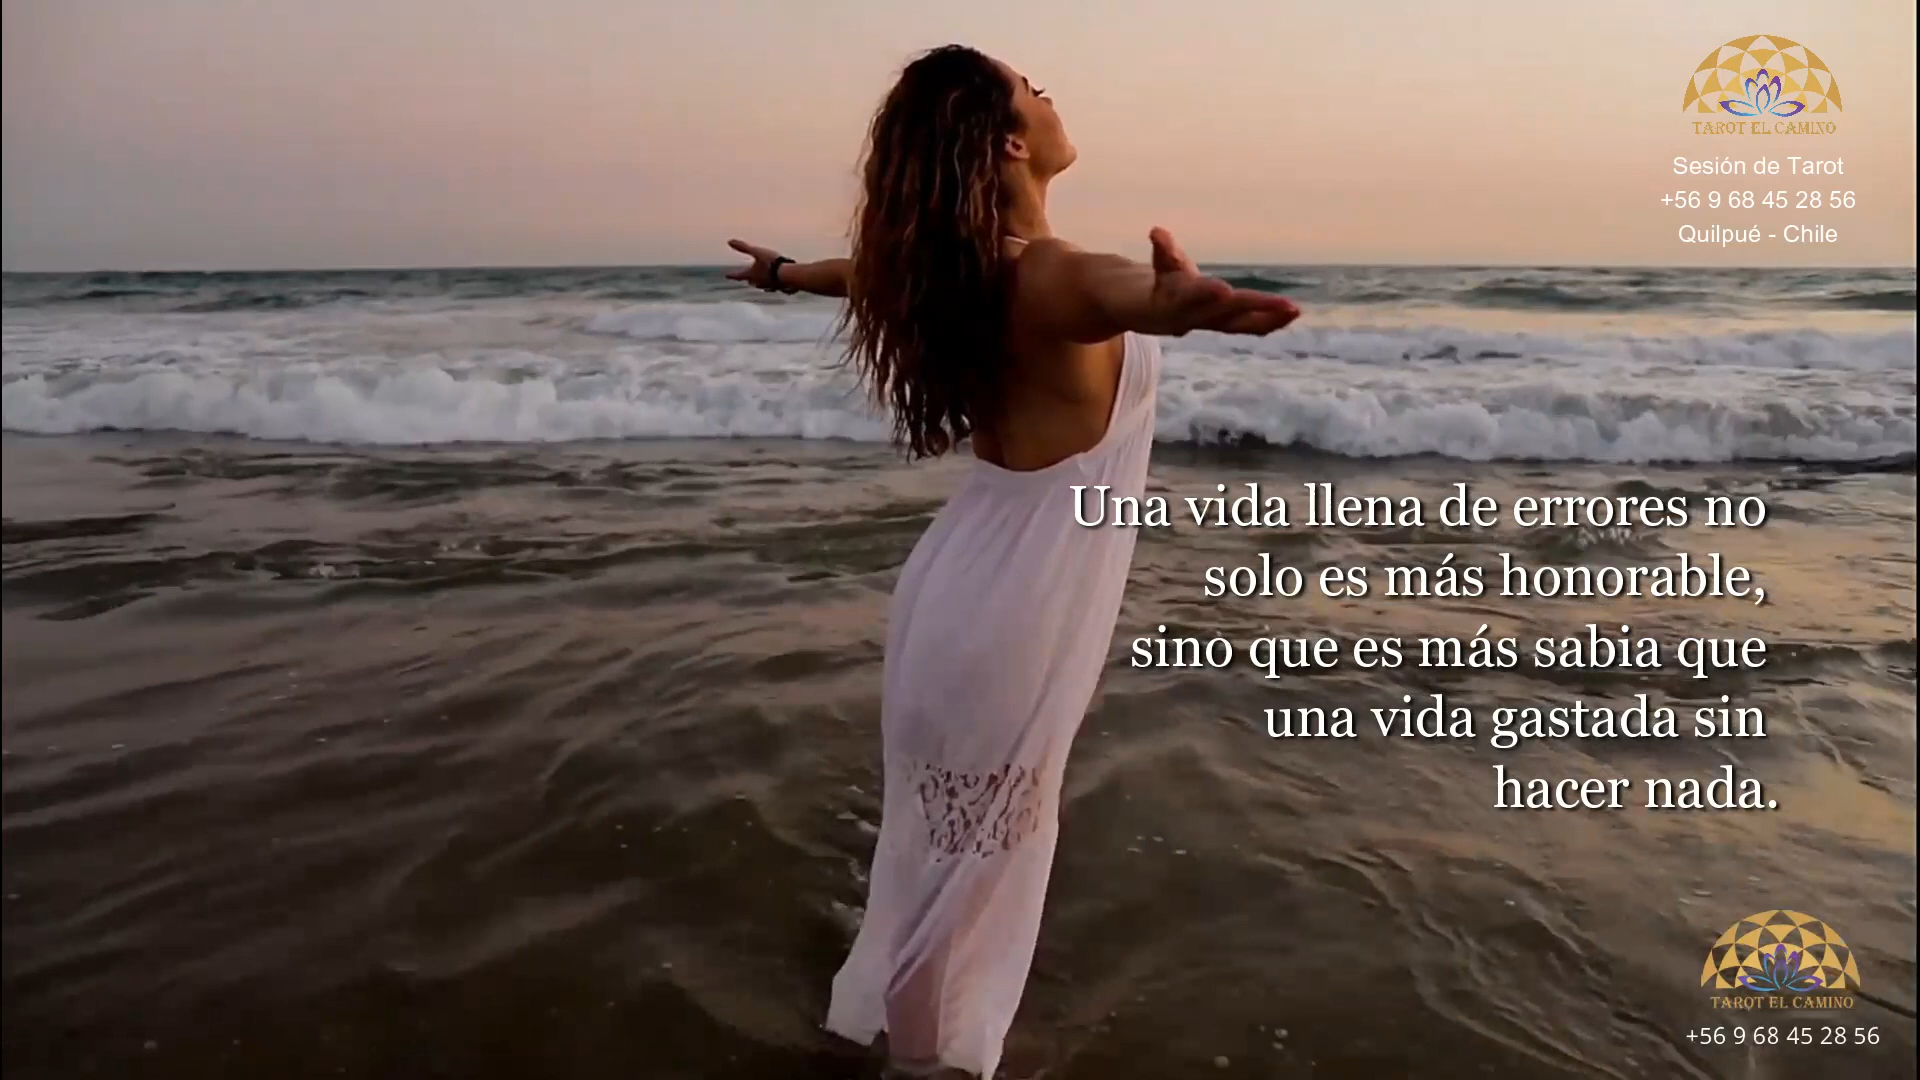 TAROT EL CAMINO
Sesión de Tarot
+56 9 68 45 28 56
Quilpué - Chile
Una vida llena de errores no
solo es más honorable,
sino que es más sabia que
una vida gastada sin
hacer nada.
TAROT EL CAMINO
+56 9 68 45 28 56